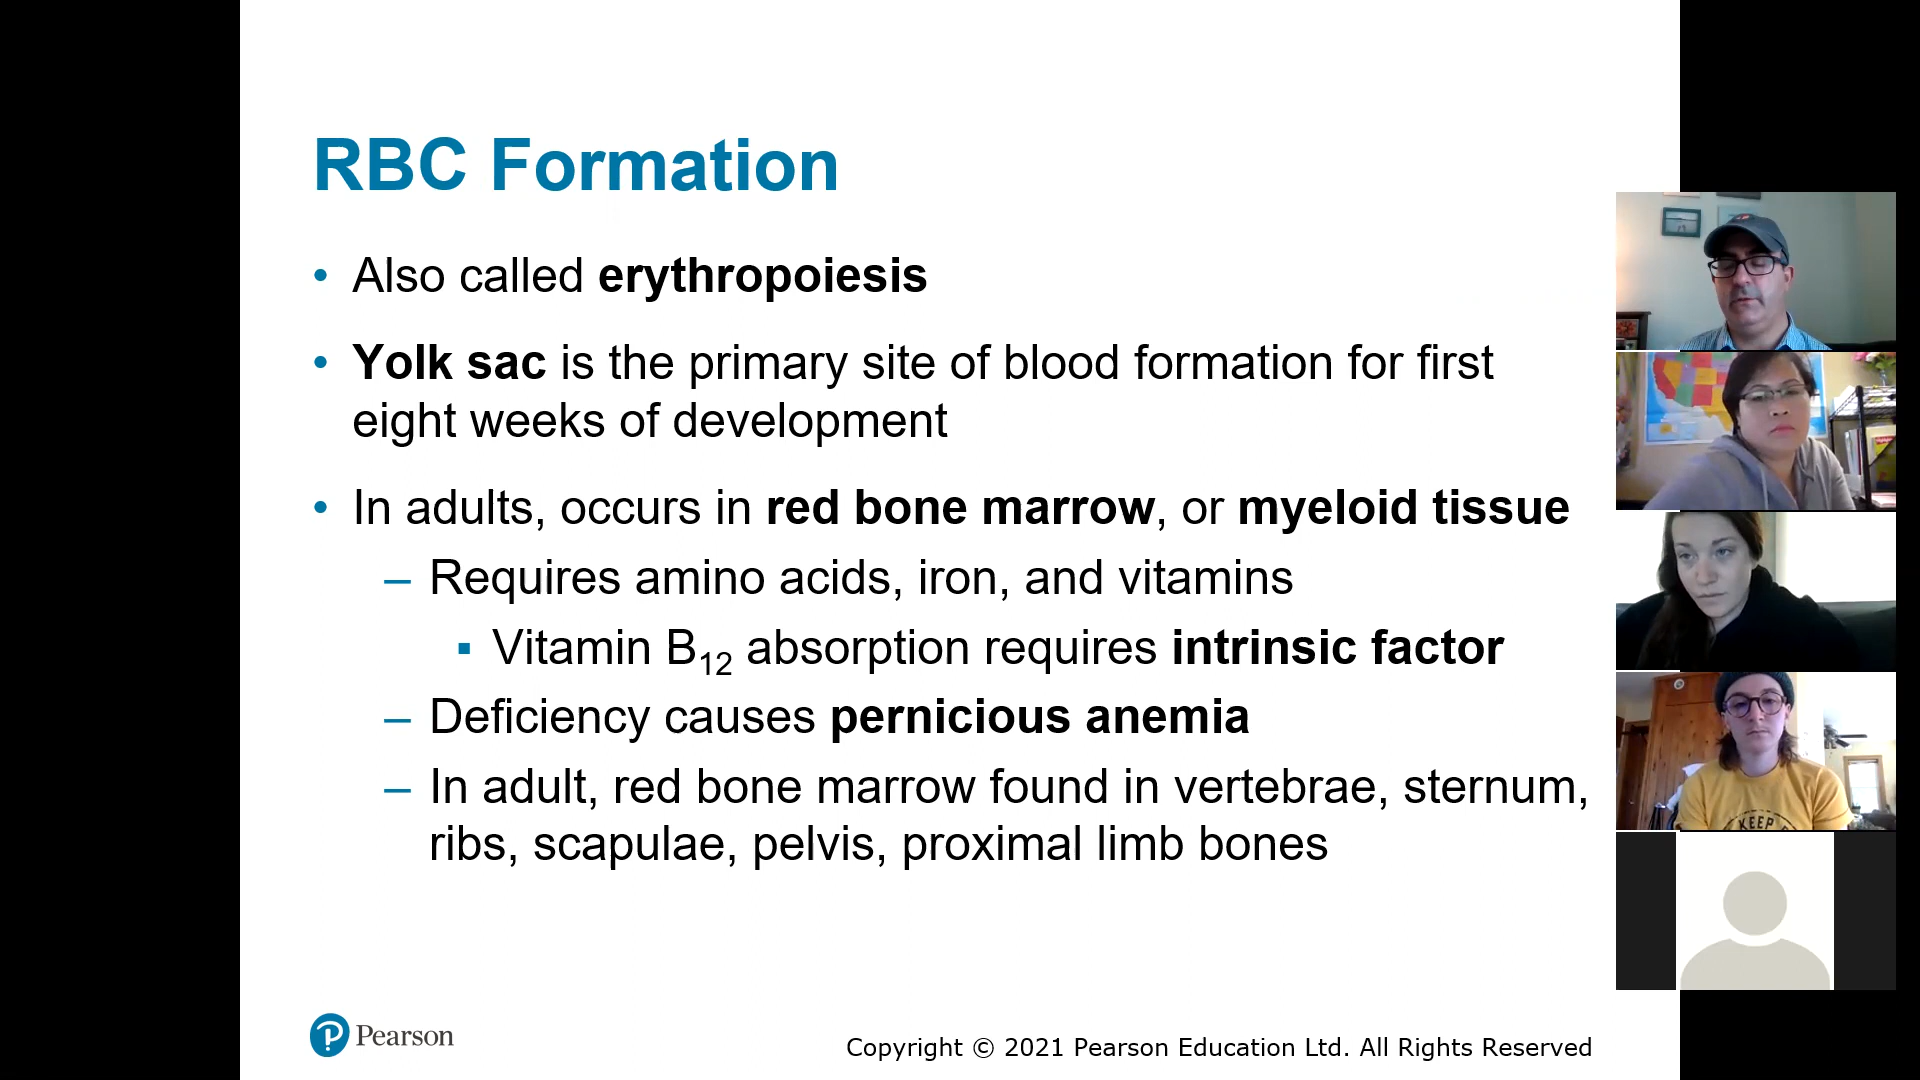 RBC Formation
• Also called erythropoiesis
• Yolk sac is the primary site of blood formation for first
eight weeks of development
• In adults, occurs in red bone marrow, or myeloid tissue
– Requires amino acids, iron, and vitamins
▪ Vitamin B₁₂ absorption requires intrinsic factor
– Deficiency causes pernicious anemia
– In adult, red bone marrow found in vertebrae, sternum,
ribs, scapulae, pelvis, proximal limb bones
KEEP
Pearson
Copyright © 2021 Pearson Education Ltd. All Rights Reserved